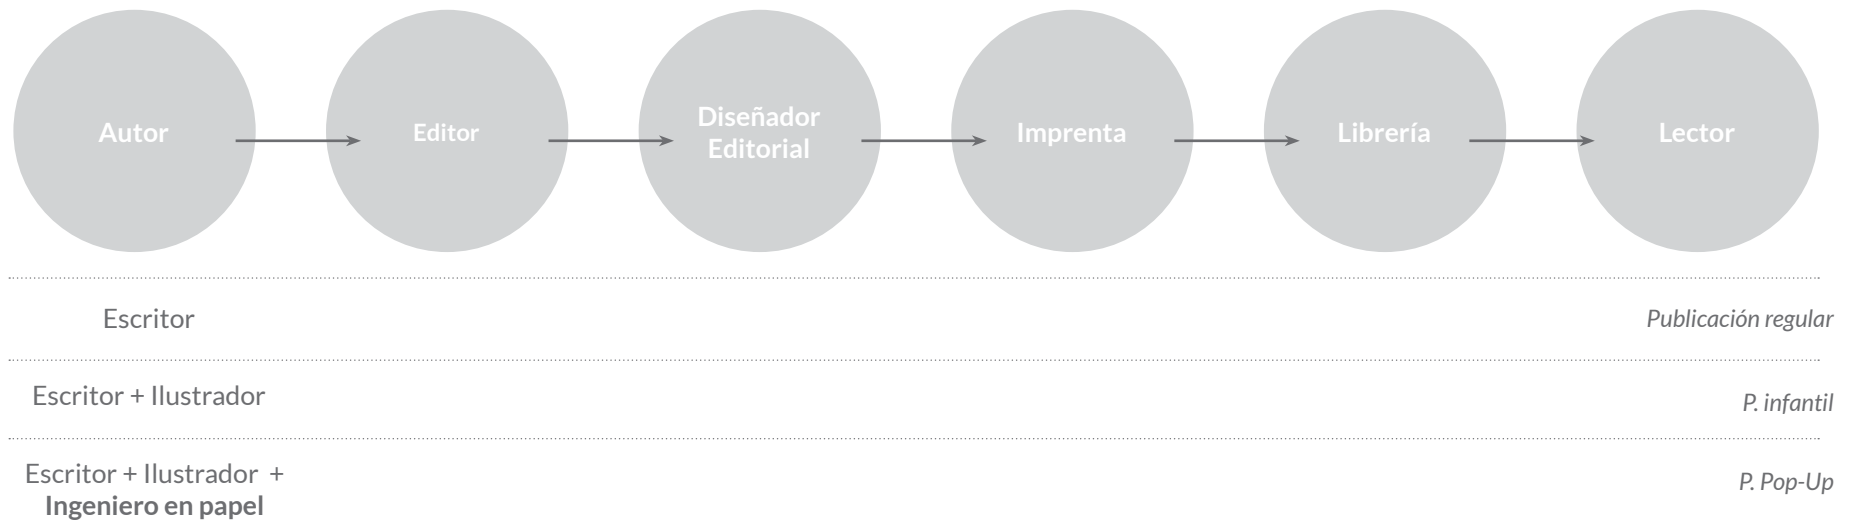 Autor
Editor
Diseñador
Editorial
Imprenta
Librería
Lector
Escritor
Publicación regular
Escritor + Ilustrador
P. infantil
Escritor + Ilustrador +
Ingeniero en papel
P. Pop-Up